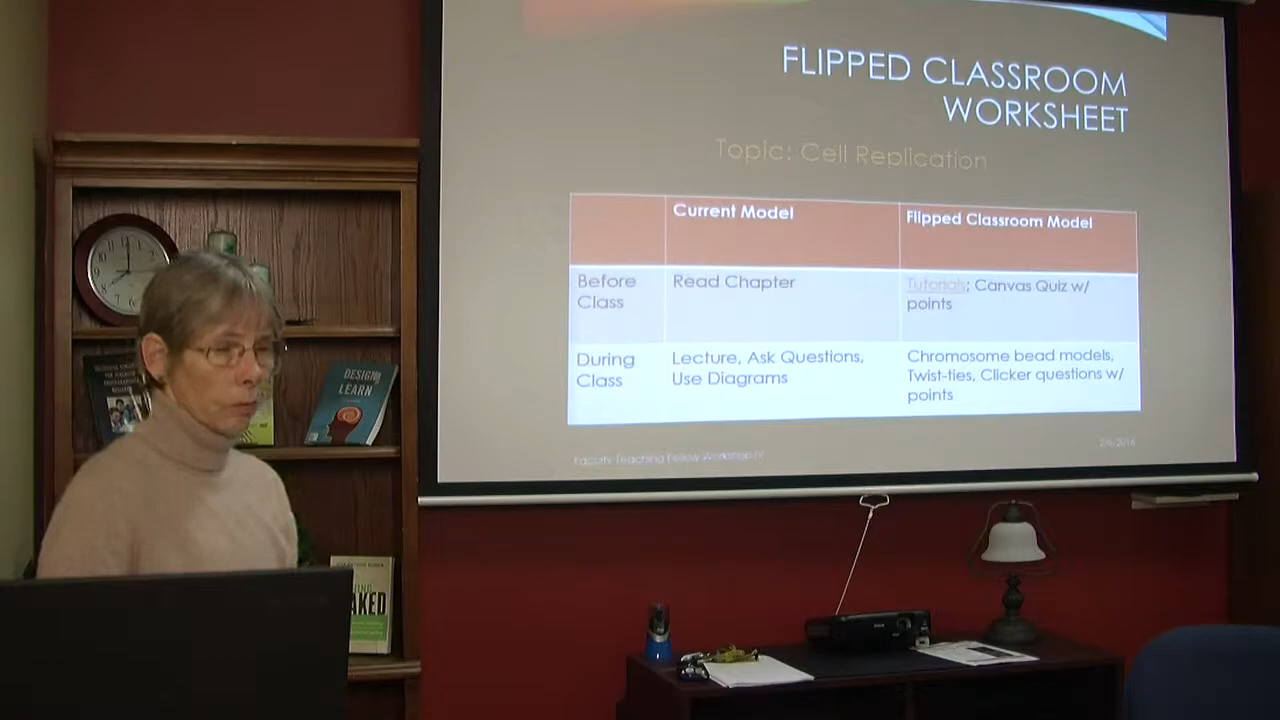 FLIPPED CLASSROOM
WORKSHEET
Topic: Cell Replication
Current Model
Flipped Classroom Model
Before
Class
Read Chapter
Tutorials; Canvas Quiz w/
points
During
Class
Lecture, Ask Questions,
Use Diagrams
Chromosome bead models,
Twist-ties, Clicker questions w/
points
Faculty Teaching Fellow Workshop IV
DESIGN
LEARN
AKED